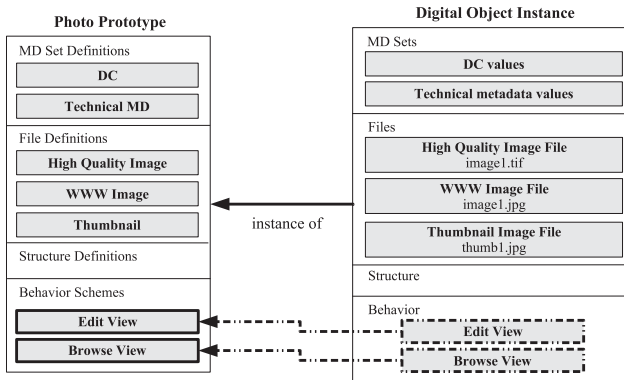 Photo Prototype
MD Set Definitions
DC
Technical MD
File Definitions
High Quality Image
WWW Image
Thumbnail
Structure Definitions
Behavior Schemes
Edit View
Browse View
instance of
Digital Object Instance
MD Sets
DC values
Technical metadata values
Files
High Quality Image File
image1.tif
WWW Image File
image1.jpg
Thumbnail Image File
thumb1.jpg
Structure
Behavior
Edit View
Browse View